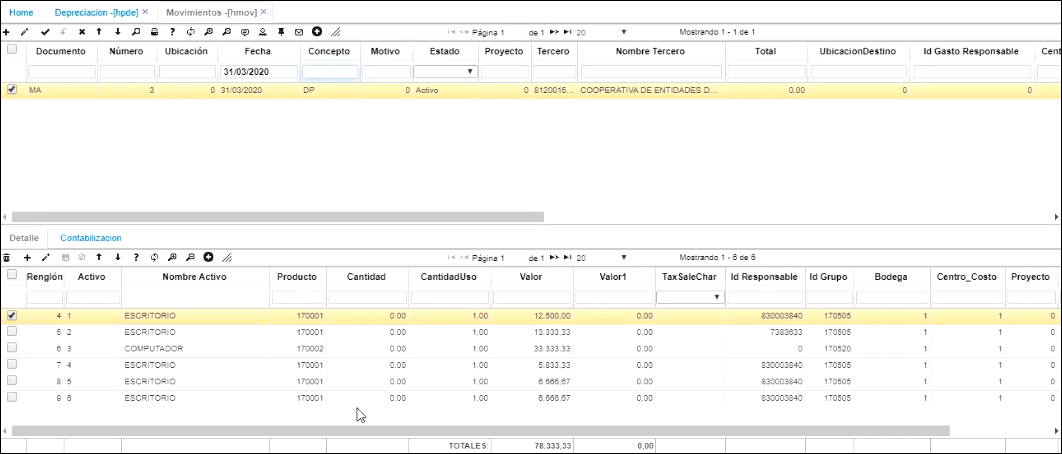 Home Depreciacion -[hpde] × Movimientos -[hmov] ×
Página 1 de 1 20 Mostrando 1 - 1 de 1
Documento Número Ubicación Fecha Concepto Motivo Estado Proyecto Tercero Nombre Tercero Total UbicacionDestino Id Gasto Responsable Cent
31/03/2020
MA 3 0 31/03/2020 DP 0 Activo 0 8120015... COOPERATIVA DE ENTIDADES D... 0.00 0 0
Detalle Contabilizacion
Página 1 de 1 20 Mostrando 1 - 6 de 6
Renglón Activo Nombre Activo Producto Cantidad CantidadUso Valor Valor1 TaxSaleChar Id Responsable Id Grupo Bodega Centro_Costo Proyecto
4 1 ESCRITORIO 170001 0.00 1,00 12.500,00 0.00 830003840 170505 1 1 0
5 2 ESCRITORIO 170001 0.00 1,00 13.333,33 0.00 7383633 170505 1 1 0
6 3 COMPUTADOR 170002 0.00 1,00 33.333,33 0.00 0 170520 1 1 0
7 4 ESCRITORIO 170001 0.00 1,00 5.833,33 0.00 830003840 170505 1 1 0
8 5 ESCRITORIO 170001 0.00 1,00 6.666,67 0.00 830003840 170505 1 1 0
9 6 ESCRITORIO 170001 0.00 1,00 6.666,67 0.00 830003840 170505 1 1 0
TOTALES: 78.333,33 0,00